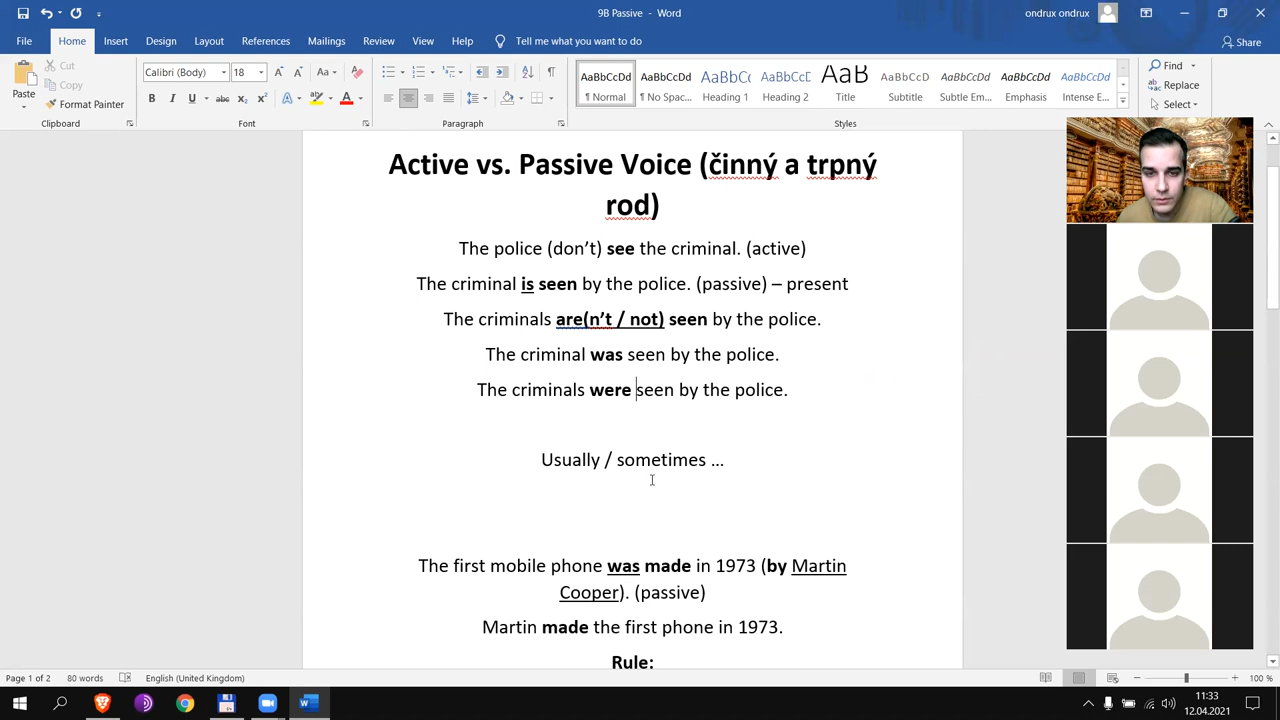 9B Passive - Word
ondrux ondrux
File Home Insert Design Layout References Mailings Review View Help Tell me what you want to do Share
Paste
Cut
Copy
Format Painter
Clipboard
Calibri (Body) 18
B I U abc x₂ x² A
Font
Paragraph
AaBbCcDd AaBbCcDd AaBbCcI AaBbCcE AaB AaBbCcDd AaBbCcDd AaBbCcDd AaBbCcDd
¶ Normal ¶ No Spac... Heading 1 Heading 2 Title Subtitle Subtle Em... Emphasis Intense E...
Styles
Find
Replace
Select
Active vs. Passive Voice (činný a trpný
rod)
The police (don’t) see the criminal. (active)
The criminal is seen by the police. (passive) – present
The criminals are(n’t / not) seen by the police.
The criminal was seen by the police.
The criminals were seen by the police.
Usually / sometimes …
The first mobile phone was made in 1973 (by Martin
Cooper). (passive)
Martin made the first phone in 1973.
Rule:
Page 1 of 2 80 words English (United Kingdom) 100 %
11:33
12.04.2021